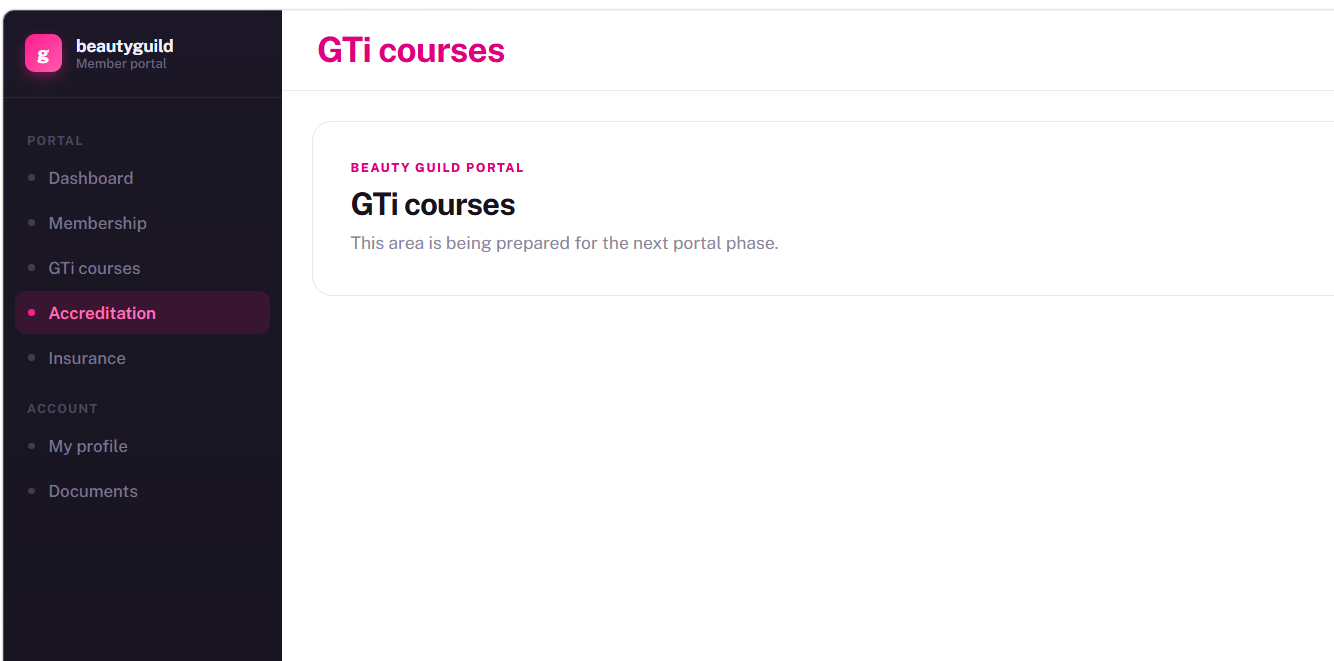 g
beautyguild
Member portal
PORTAL
Dashboard
Membership
GTi courses
Accreditation
Insurance
ACCOUNT
My profile
Documents
GTi courses
BEAUTY GUILD PORTAL
GTi courses
This area is being prepared for the next portal phase.